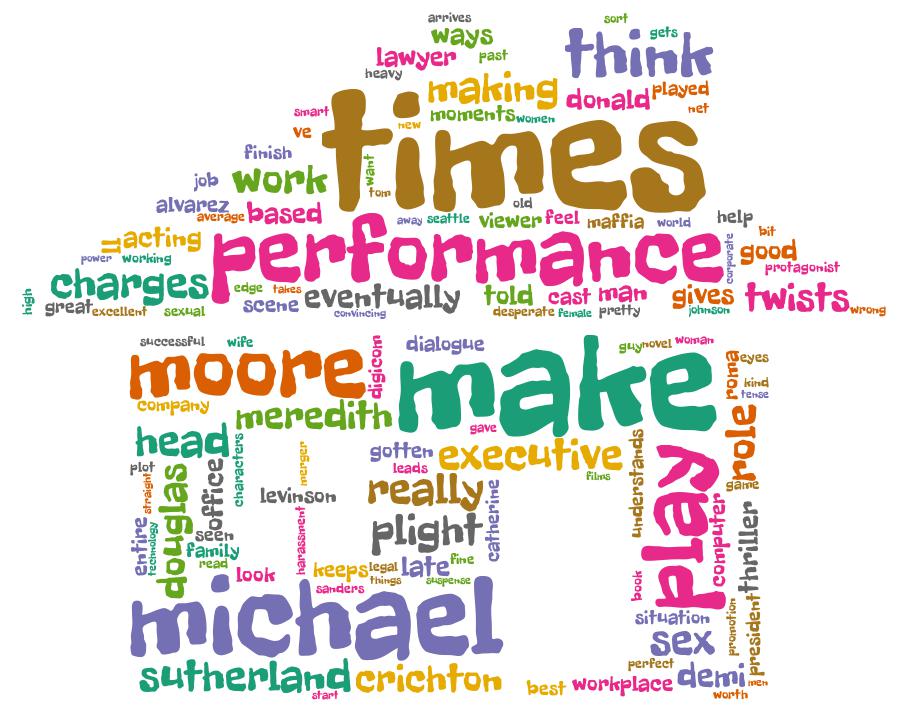 arrives
sort
ways
think
gets
lawyer
past
heavy
making
donald
played
net
smart
times
new
moments
women
ve
finish
want
work
tom
job
old
alvarez
average
based
away
seattle
viewer
feel
maffia
world
help
acting
ll
performance
corporate
good
bit
power
working
protagonist
charges
high
great
excellent
sexual
edge
takes
scene
eventually
convincing
told
cast
man
desperate
female
pretty
gives
johnson
twists
wrong
successful
wife
moore
digicom
dialogue
make
guy
novel
woman
roma
eyes
kind
tense
company
meredith
gave
role
head
characters
merger
gotten
executive
leads
films
understands
play
plot
straight
douglas
office
levinson
really
catherine
game
computer
thriller
entire
technology
seen
family
read
harassment
plight
look
keeps
legal
late
fine
things
suspense
sanders
book
michael
situation
promotion
president
sex
sutherland
crichton
start
perfect
best
workplace
demi
men
worth